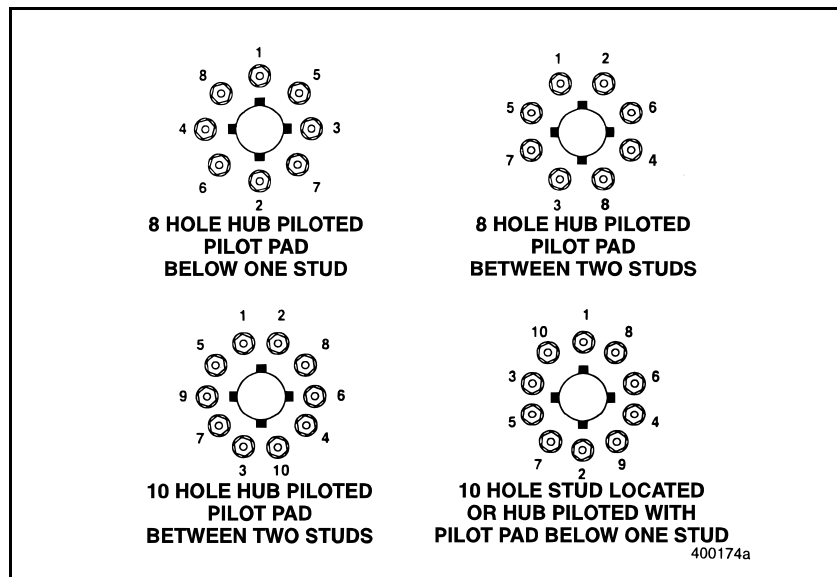 1
8 5
4 3
6 7
2
8 HOLE HUB PILOTED
PILOT PAD
BELOW ONE STUD
1 2
5 6
7 4
3 8
8 HOLE HUB PILOTED
PILOT PAD
BETWEEN TWO STUDS
1 2
5 8
9 6
7 4
3 10
10 HOLE HUB PILOTED
PILOT PAD
BETWEEN TWO STUDS
1
10 8
3 6
5 4
7 9
2
10 HOLE STUD LOCATED
OR HUB PILOTED WITH
PILOT PAD BELOW ONE STUD
400174a